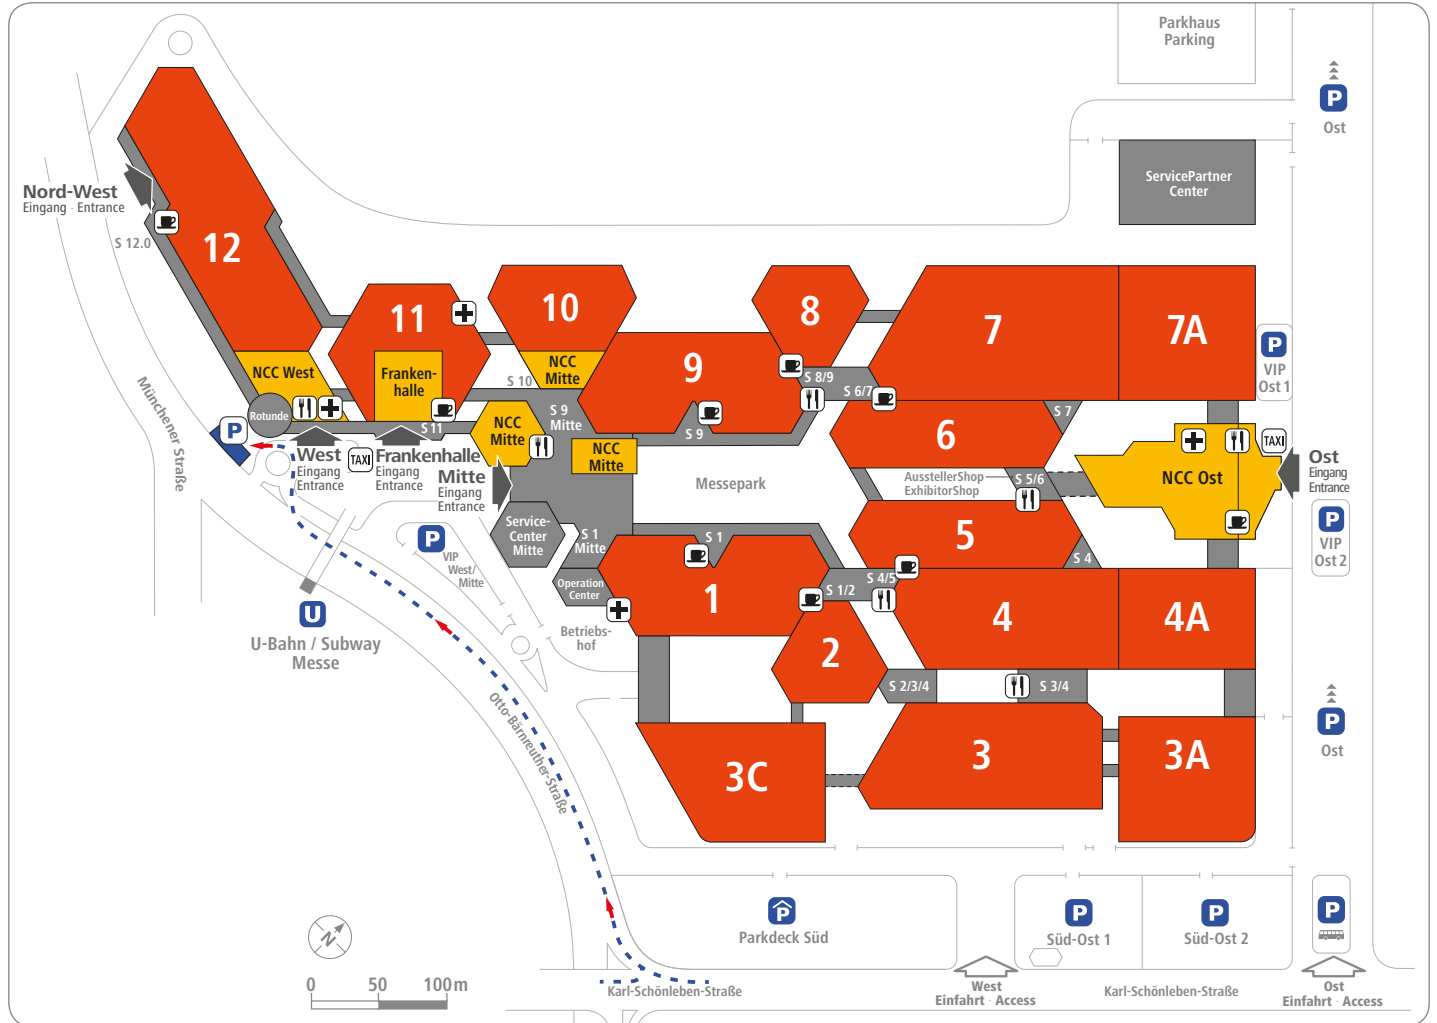 Parkhaus
Parking
P
Ost
ServicePartner
Center
Nord-West
Eingang · Entrance
S 12.0
12
11
10
8
7
7A
9
NCC West
Franken-
halle
NCC
Mitte
S 10
S 8/9
S 6/7
P
VIP
Ost 1
Rotunde
S11
S 9
Mitte
S 9
NCC
Mitte
NCC
Mitte
6
S 7
Münchener Straße
P
West
Eingang
Entrance
TAXI
Frankenhalle
Eingang
Entrance
Mitte
Eingang
Entrance
Messepark
AusstellerShop
ExhibitorShop
S 5/6
NCC Ost
TAXI
Ost
Eingang
Entrance
P
VIP
Ost 2
Service-
Center
Mitte
S 1
Mitte
S 1
5
S 4
P
VIP
West/
Mitte
Operation
Center
1
S 1/2
S 4/5
4
4A
U
U-Bahn / Subway
Messe
Betriebs-
hof
2
S 2/3/4
S 3/4
P
Ost
Otto-Bärnreuther-Straße
3C
3
3A
P
Parkdeck Süd
P
Süd-Ost 1
P
Süd-Ost 2
P
N
0 50 100m
Karl-Schönleben-Straße
West
Einfahrt · Access
Karl-Schönleben-Straße
Ost
Einfahrt · Access